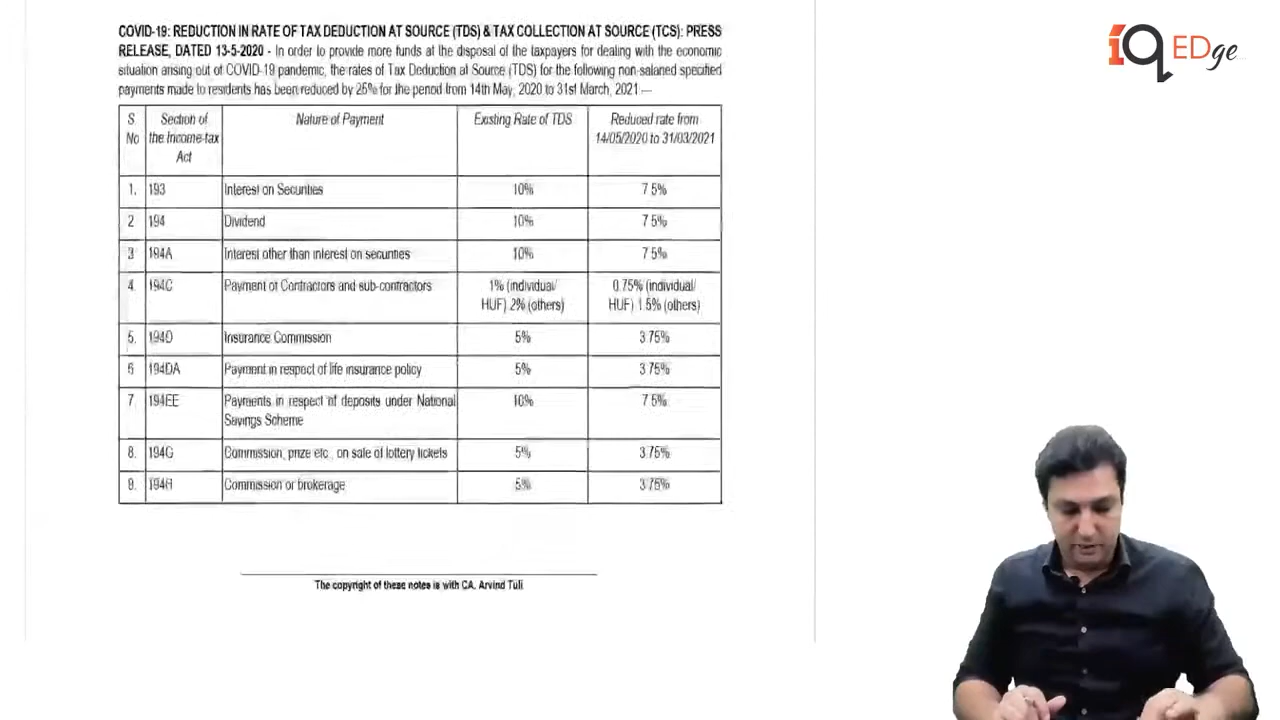 COVID-19: REDUCTION IN RATE OF TAX DEDUCTION AT SOURCE (TDS) & TAX COLLECTION AT SOURCE (TCS): PRESS
RELEASE, DATED 13-5-2020 - In order to provide more funds at the disposal of the taxpayers for dealing with the economic
situation arising out of COVID-19 pandemic, the rates of Tax Deduction at Source (TDS) for the following non-salaried specified
payments made to residents has been reduced by 25% for the period from 14th May, 2020 to 31st March, 2021 —
iQ EDge
S. No Section of the Income-tax Act Nature of Payment Existing Rate of TDS Reduced rate from 14/05/2020 to 31/03/2021
1. 193 Interest on Securities 10% 7.5%
2 194 Dividend 10% 7.5%
3 194A Interest other than interest on securities 10% 7.5%
4. 194C Payment of Contractors and sub-contractors 1% (individual/ 0.75% (individual/
HUF) 2% (others) HUF) 1.5% (others)
5. 194D Insurance Commission 5% 3.75%
6 194DA Payment in respect of life insurance policy 5% 3.75%
7. 194EE Payments in respect of deposits under National 10% 7.5%
Savings Scheme
8. 194G Commission, prize etc., on sale of lottery tickets 5% 3.75%
9. 194H Commission or brokerage 5% 3.75%
The copyright of these notes is with CA. Arvind Tuli